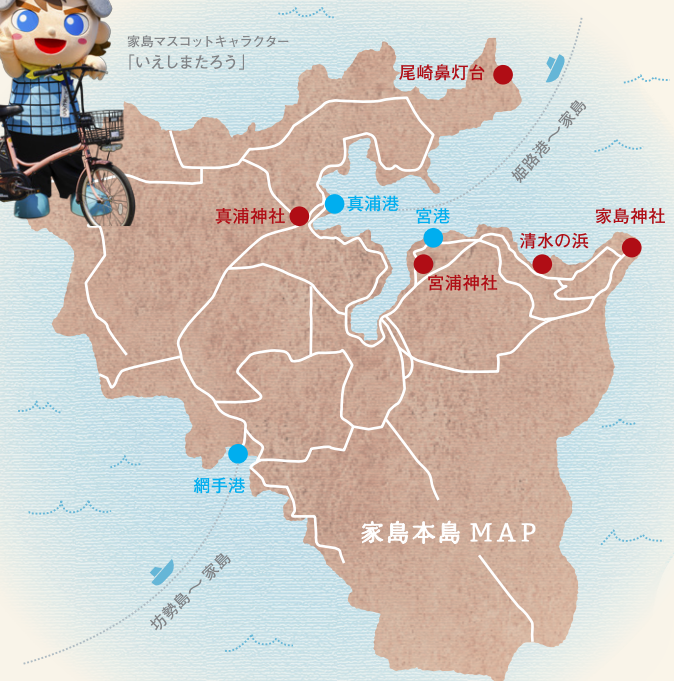 家島マスコットキャラクター
「いえしまたろう」
尾崎鼻灯台
姫路港〜家島
真浦港
真浦神社
宮港
家島神社
清水の浜
宮浦神社
網手港
家島本島 MAP
坊勢島〜家島